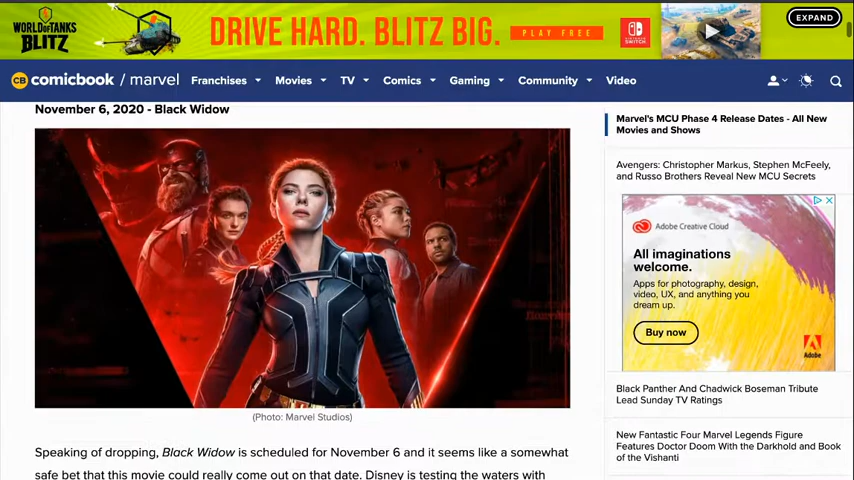 WORLD OF TANKS
BLITZ
DRIVE HARD. BLITZ BIG.
PLAY FREE
NINTENDO
SWITCH
EXPAND
CB comicbook / marvel
Franchises
Movies
TV
Comics
Gaming
Community
Video
November 6, 2020 - Black Widow
(Photo: Marvel Studios)
Speaking of dropping, Black Widow is scheduled for November 6 and it seems like a somewhat
safe bet that this movie could really come out on that date. Disney is testing the waters with
Marvel's MCU Phase 4 Release Dates - All New
Movies and Shows
Avengers: Christopher Markus, Stephen McFeely,
and Russo Brothers Reveal New MCU Secrets
Adobe Creative Cloud
All imaginations
welcome.
Apps for photography, design,
video, UX, and anything you
dream up.
Buy now
Adobe
Black Panther And Chadwick Boseman Tribute
Lead Sunday TV Ratings
New Fantastic Four Marvel Legends Figure
Features Doctor Doom With the Darkhold and Book
of the Vishanti